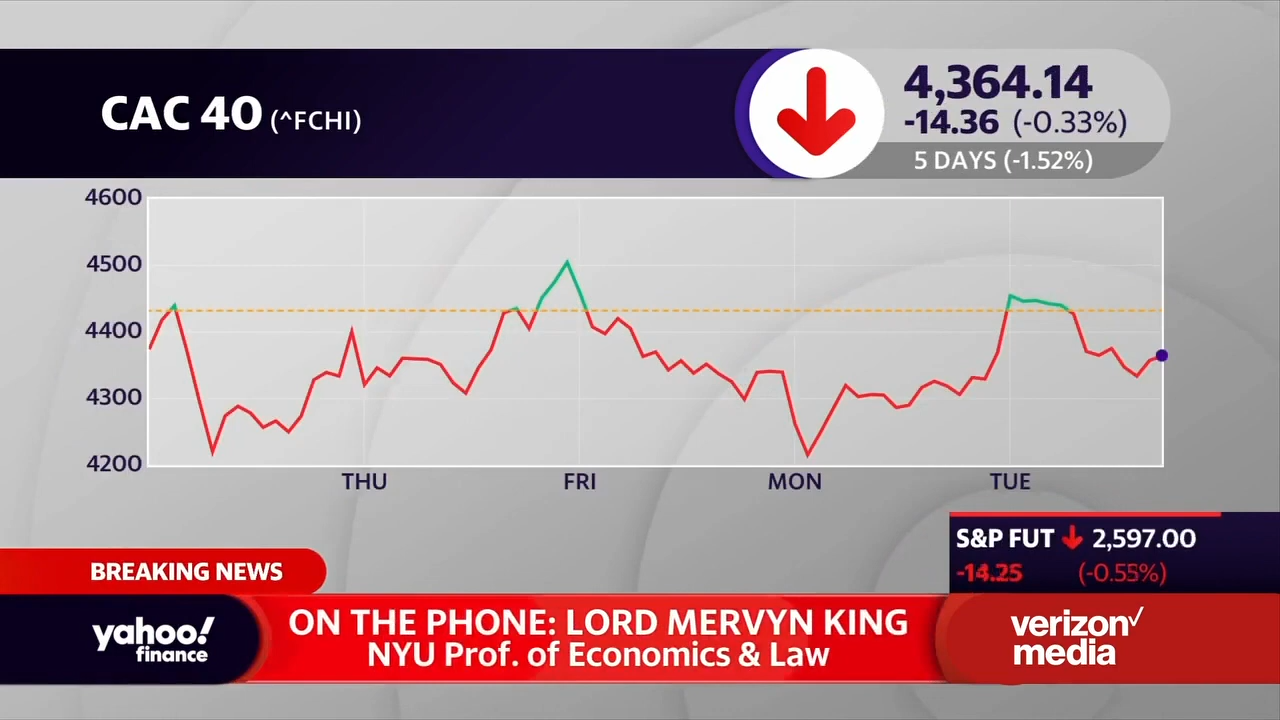 CAC 40 (^FCHI)
4,364.14
-14.36 (-0.33%)
5 DAYS (-1.52%)
4600
4500
4400
4300
4200
THU FRI MON TUE
S&P FUT 2,597.00
-14.25 (-0.55%)
BREAKING NEWS
yahoo!
finance
ON THE PHONE: LORD MERVYN KING
NYU Prof. of Economics & Law
verizon✓
media